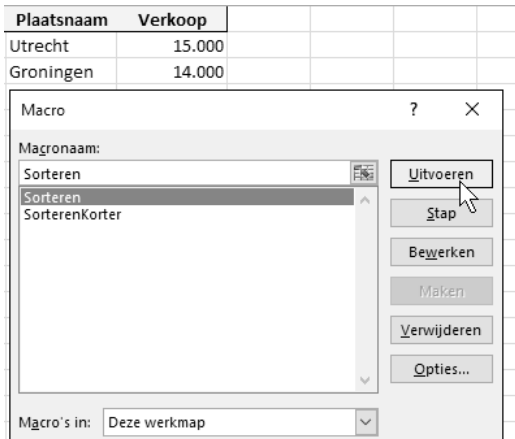 Plaatsnaam Verkoop
Utrecht 15.000
Groningen 14.000
Macro ? ×
Macronaam:
Sorteren
Uitvoeren
Sorteren
SorterenKorter
Stap
Bewerken
Maken
Verwijderen
Opties...
Macro's in: Deze werkmap